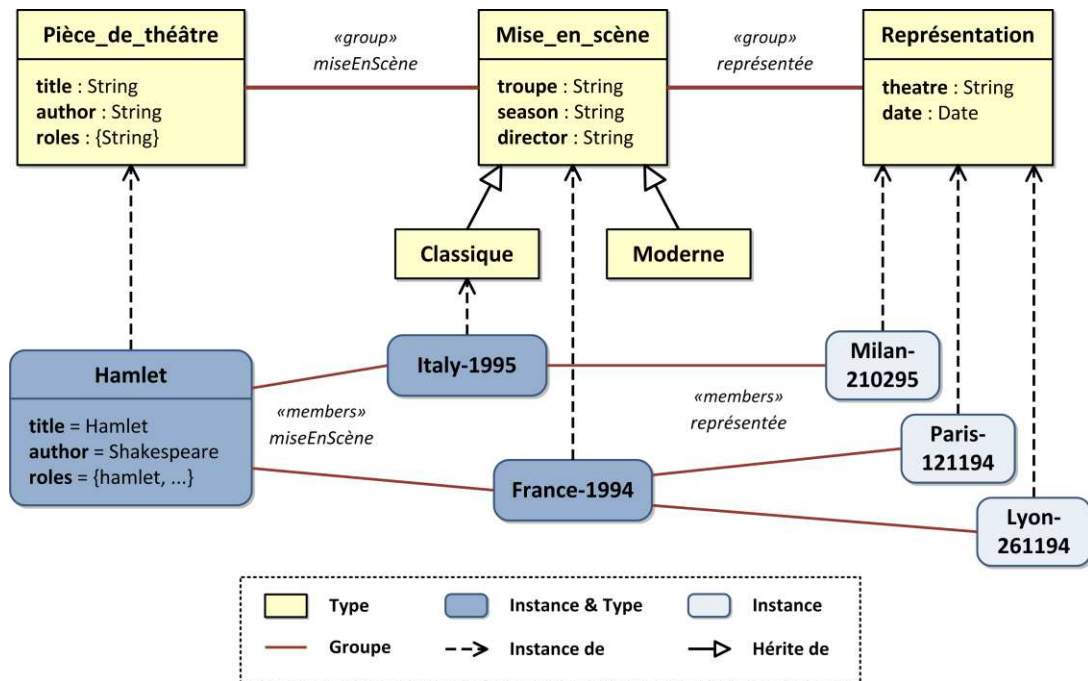 Pièce_de_théâtre
title : String
author : String
roles : {String}
«group»
miseEnScène
Mise_en_scène
troupe : String
season : String
director : String
«group»
représentée
Représentation
theatre : String
date : Date
Classique
Moderne
Hamlet
title = Hamlet
author = Shakespeare
roles = {hamlet, ...}
Italy-1995
Milan-
210295
«members»
miseEnScène
«members»
représentée
Paris-
121194
France-1994
Lyon-
261194
Type
Instance & Type
Instance
Groupe
Instance de
Hérite de